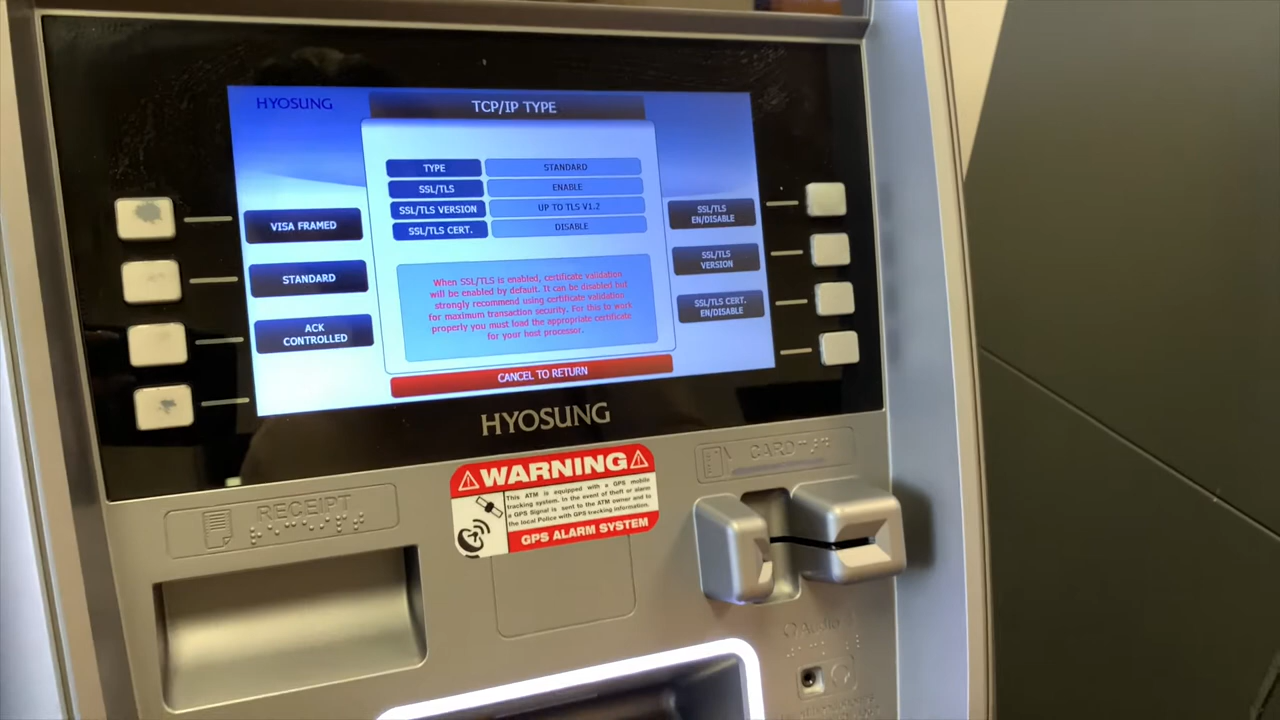 HYOSUNG
TCP/IP TYPE
TYPE STANDARD
SSL/TLS ENABLE
SSL/TLS VERSION UP TO TLS V1.2
SSL/TLS CERT. DISABLE
VISA FRAMED
STANDARD
ACK
CONTROLLED
SSL/TLS
EN/DISABLE
SSL/TLS
VERSION
SSL/TLS CERT.
EN/DISABLE
When SSL/TLS is enabled, certificate validation
will be enabled by default. It can be disabled but
strongly recommend using certificate validation
for maximum transaction security. For this to work
properly you must load the appropriate certificate
for your host processor.
CANCEL TO RETURN
HYOSUNG
WARNING
This ATM is equipped with a GPS mobile
tracking system. In the event of theft or alarm
a GPS Signal is sent to the ATM owner and to
the local Police with GPS tracking information.
GPS ALARM SYSTEM
RECEIPT
CARD
Audio